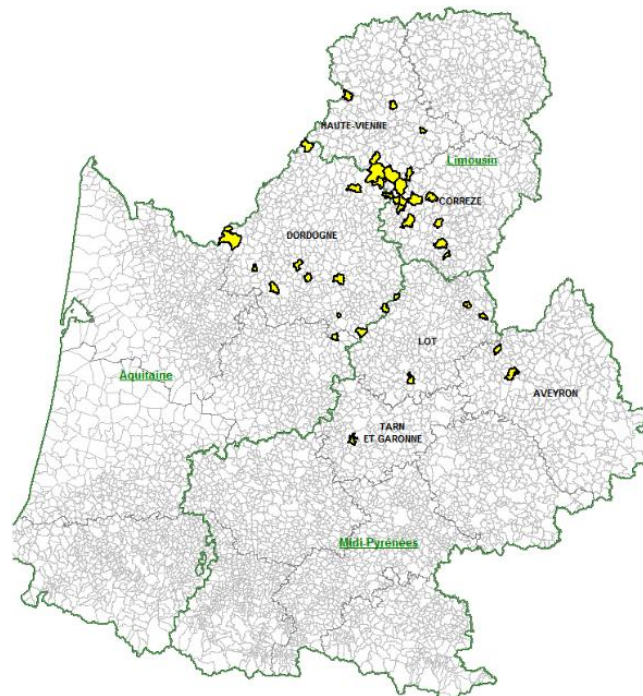 HAUTE-VIENNE
Limousin
CORREZE
DORDOGNE
LOT
Aquitaine
AVEYRON
TARN
ET GARONNE
Midi-Pyrénées